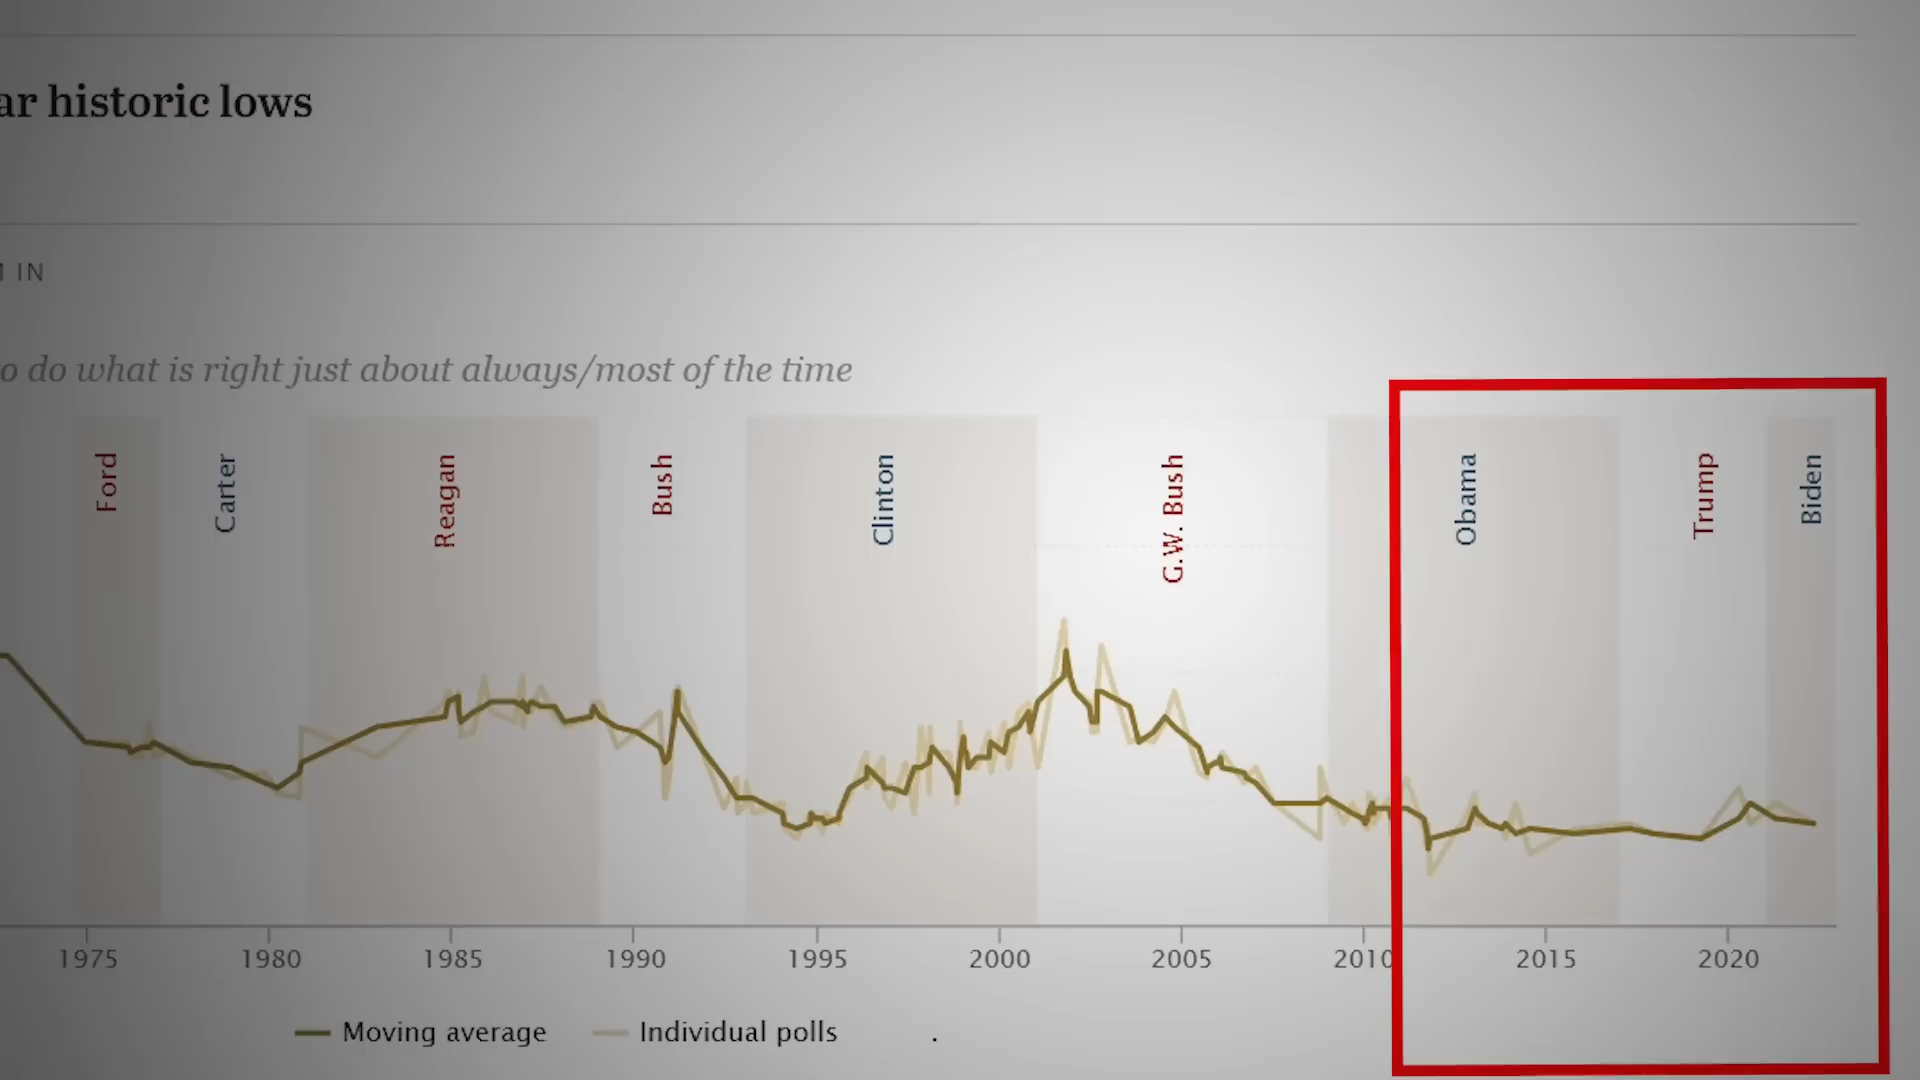 ar historic lows
IN
o do what is right just about always/most of the time
Ford
Carter
Reagan
Bush
Clinton
G.W. Bush
Obama
Trump
Biden
1975 1980 1985 1990 1995 2000 2005 2010 2015 2020
Moving average Individual polls